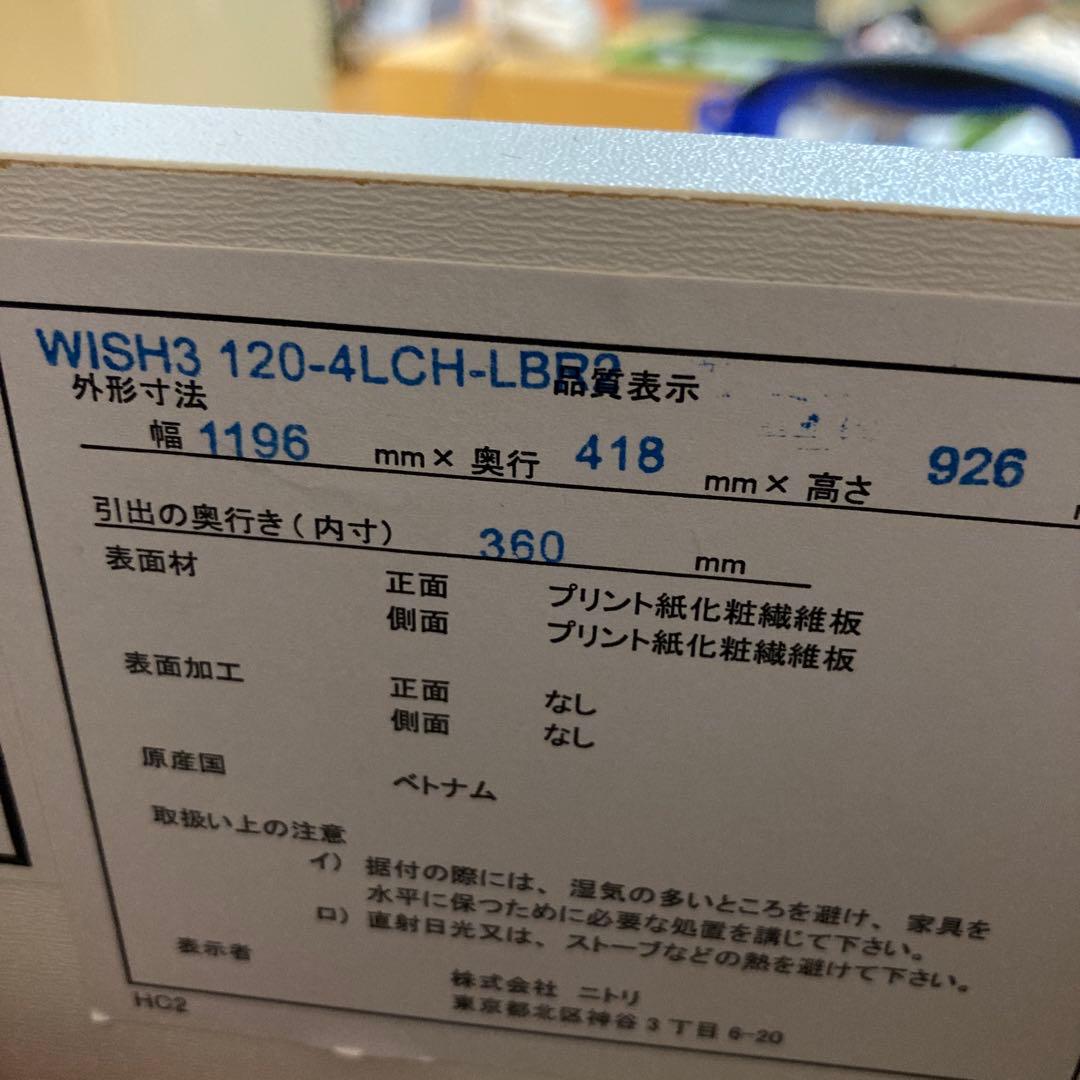 WISH3 120-4LCH-LBR2
品質表示
外形寸法
幅 1196 mm× 奥行 418 mm× 高さ 926
引出の奥行き(内寸) 360 mm
表面材
正面 プリント紙化粧繊維板
側面 プリント紙化粧繊維板
表面加工
正面 なし
側面 なし
原産国 ベトナム
取扱い上の注意
イ) 据付の際には、湿気の多いところを避け、家具を
水平に保つために必要な処置を講じて下さい。
ロ) 直射日光又は、ストーブなどの熱を避けて下さい。
表示者
株式会社 ニトリ
東京都北区神谷3丁目6-20
HC2